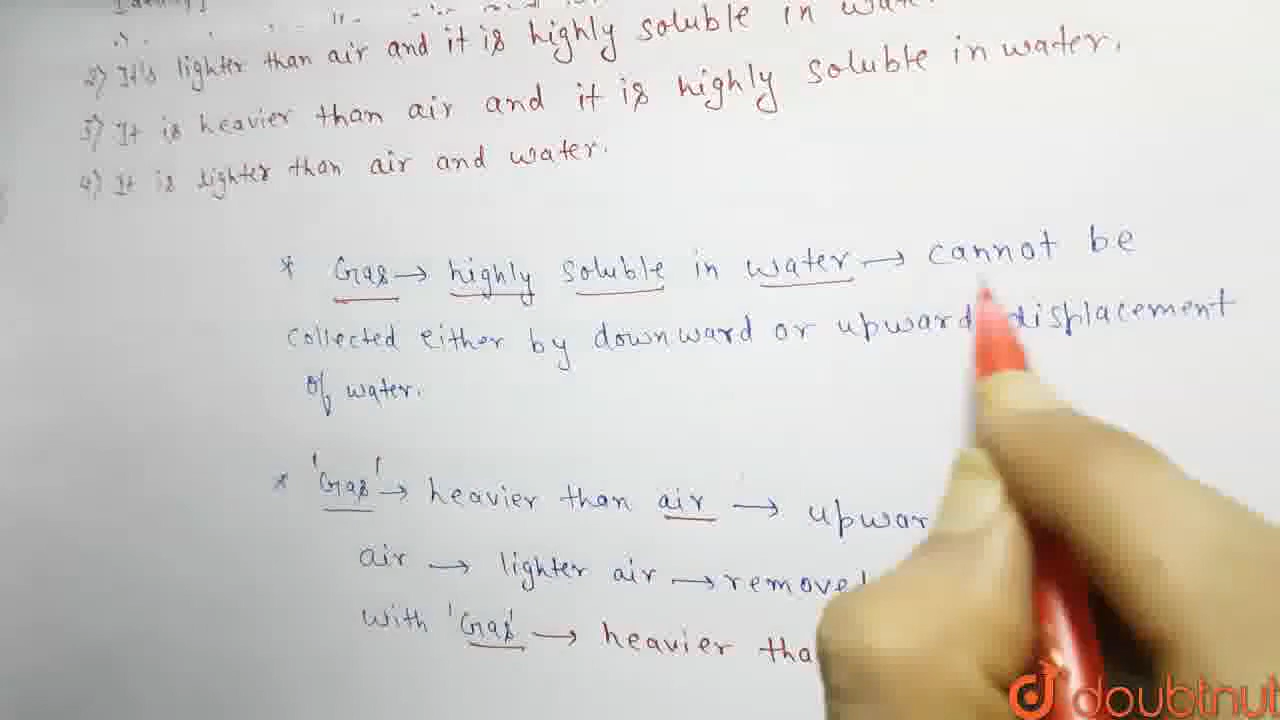 2) It's lighter than air and it is highly soluble in
3) It is heavier than air and it is highly soluble in water.
4) It is lighter than air and water.
* Gas → highly soluble in water → cannot be
collected either by downward or upward displacement
of water.
* 'Gas' → heavier than air → upwar
air → lighter air → remove
with 'Gas' → heavier tha
doubtnut